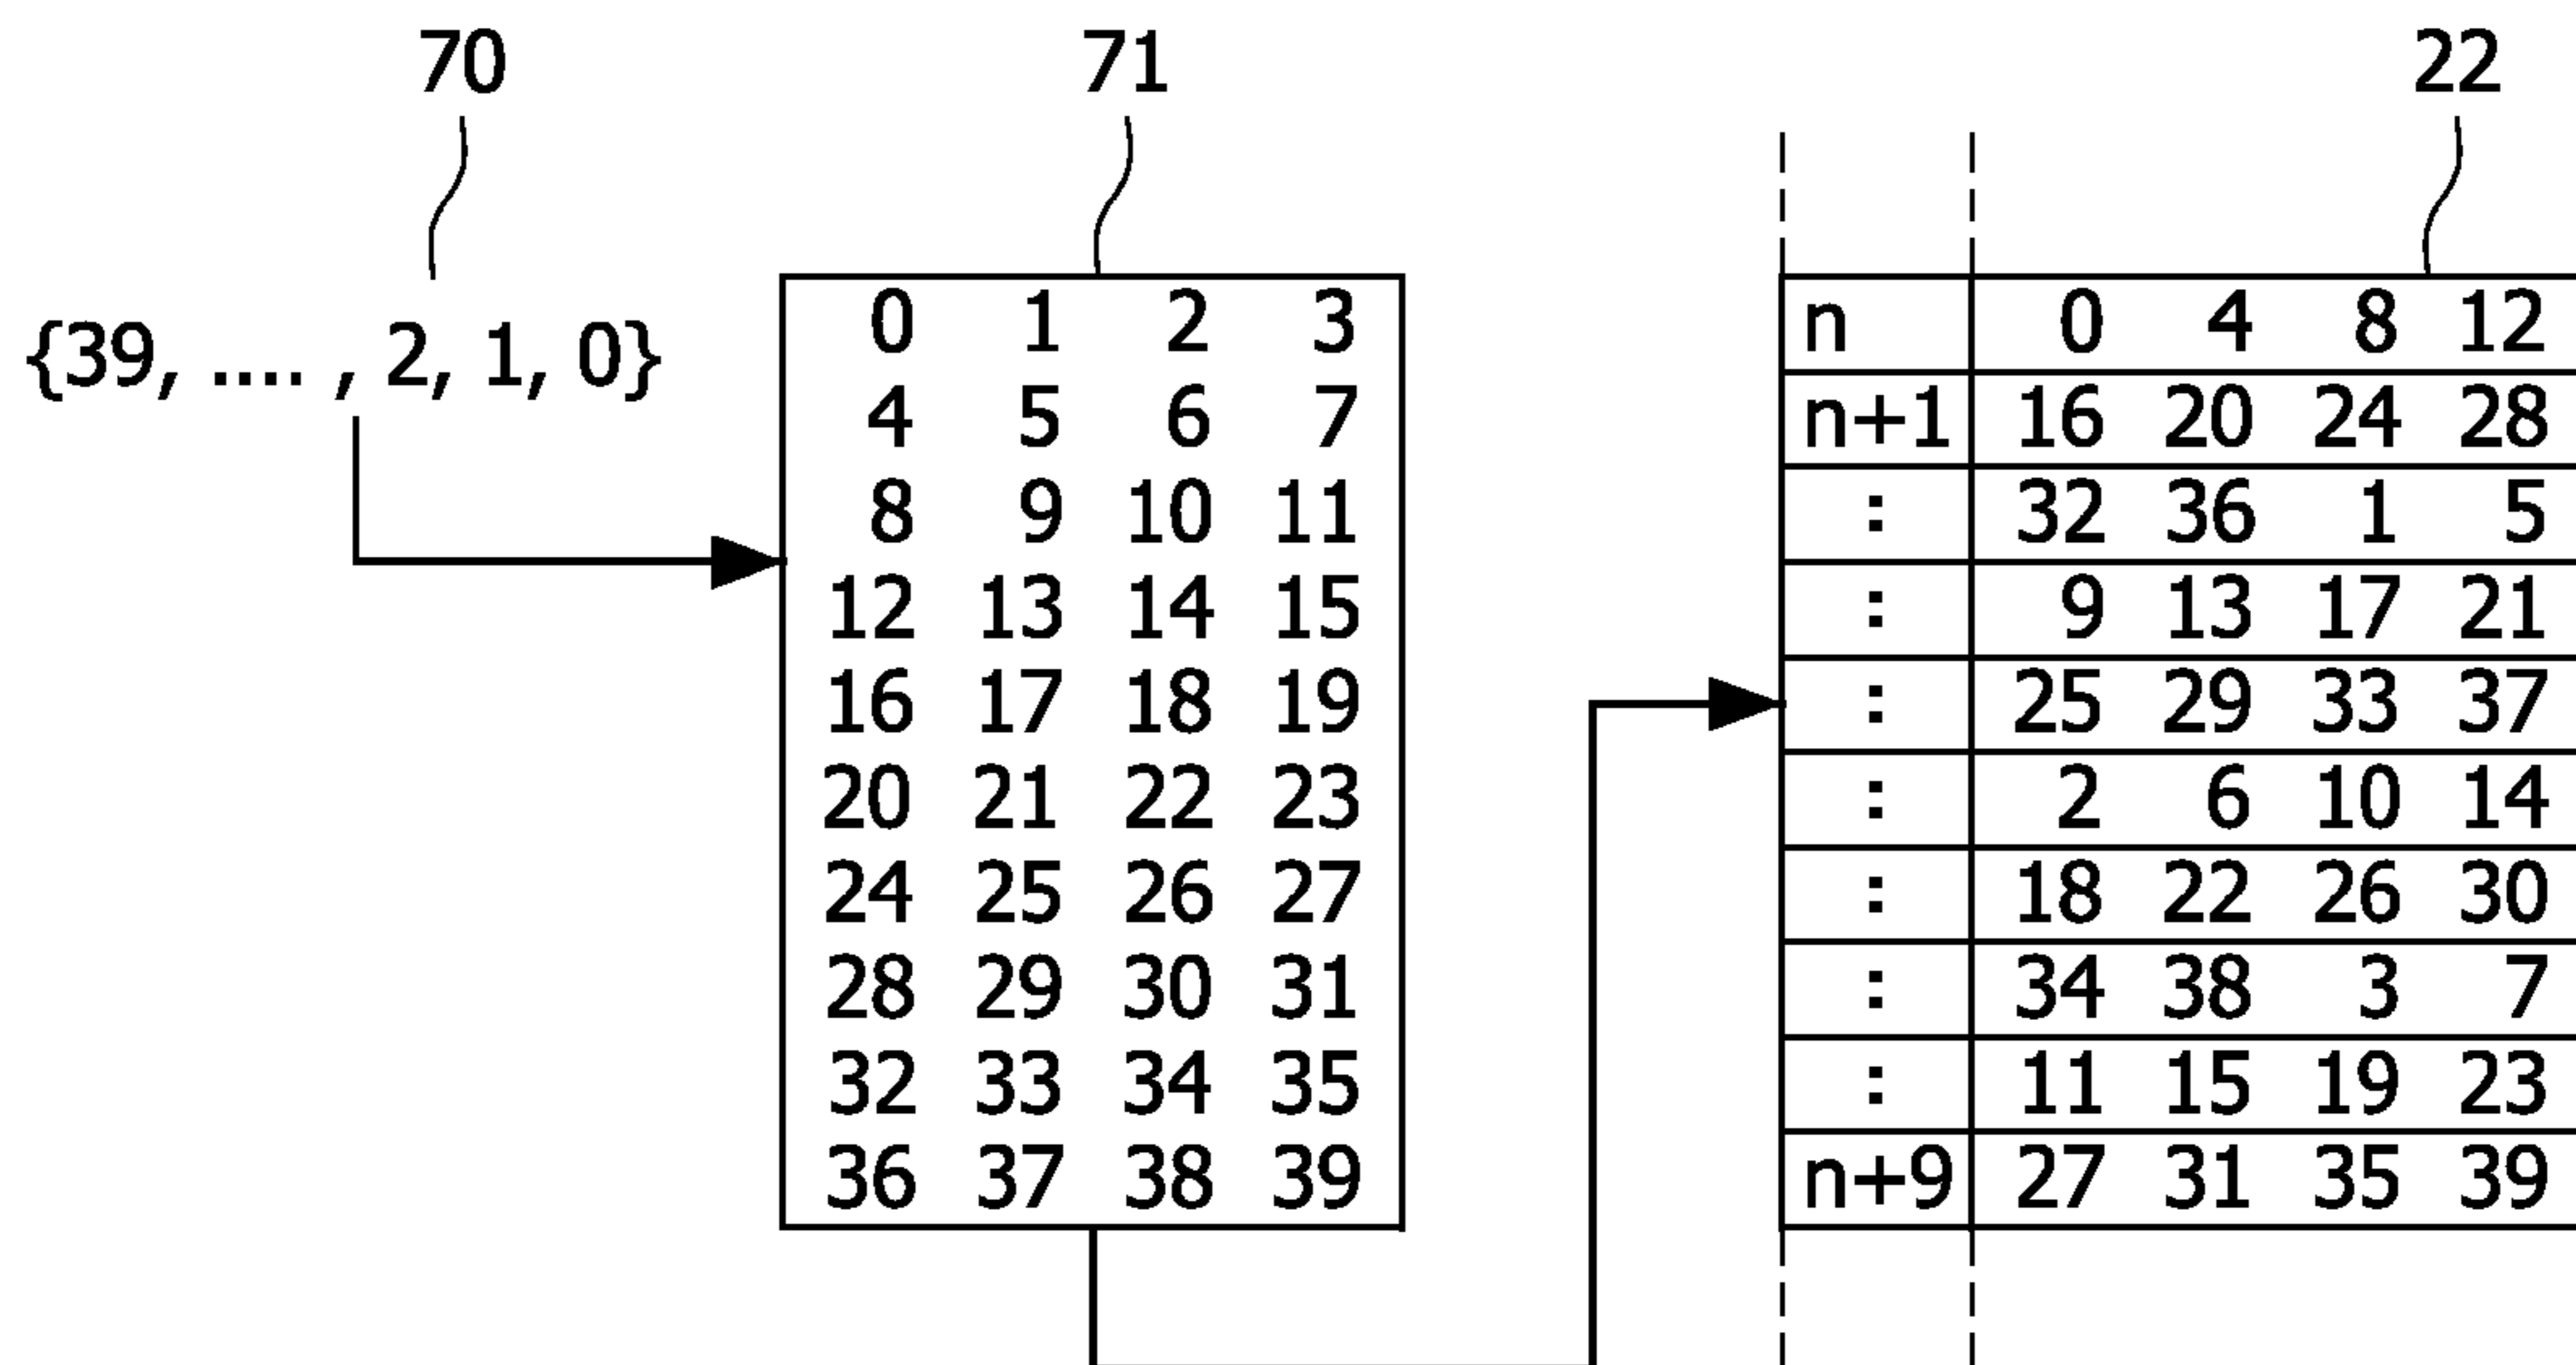 70
71
22
{39, .... , 2, 1, 0}
0 1 2 3
4 5 6 7
8 9 10 11
12 13 14 15
16 17 18 19
20 21 22 23
24 25 26 27
28 29 30 31
32 33 34 35
36 37 38 39
n 0 4 8 12
n+1 16 20 24 28
: 32 36 1 5
: 9 13 17 21
: 25 29 33 37
: 2 6 10 14
: 18 22 26 30
: 34 38 3 7
: 11 15 19 23
n+9 27 31 35 39